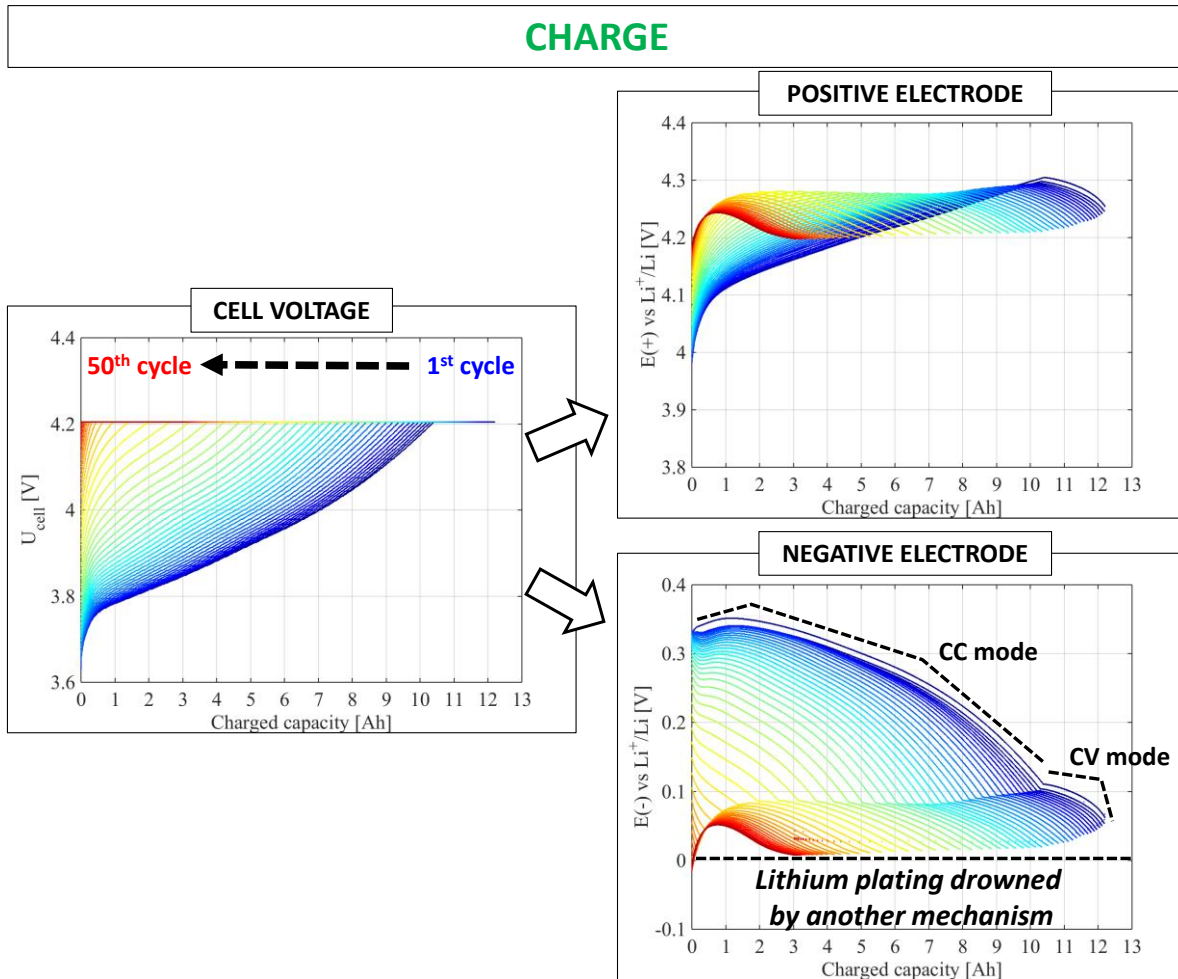 CHARGE
POSITIVE ELECTRODE
4.4
4.3
4.2
4.1
4
3.9
3.8
E(+) vs Li⁺/Li [V]
0 1 2 3 4 5 6 7 8 9 10 11 12 13
Charged capacity [Ah]
CELL VOLTAGE
4.4
4.2
4
3.8
3.6
U_cell [V]
50th cycle
1st cycle
0 1 2 3 4 5 6 7 8 9 10 11 12 13
Charged capacity [Ah]
NEGATIVE ELECTRODE
0.4
0.3
0.2
0.1
0
-0.1
E(-) vs Li⁺/Li [V]
CC mode
CV mode
Lithium plating drowned
by another mechanism
0 1 2 3 4 5 6 7 8 9 10 11 12 13
Charged capacity [Ah]